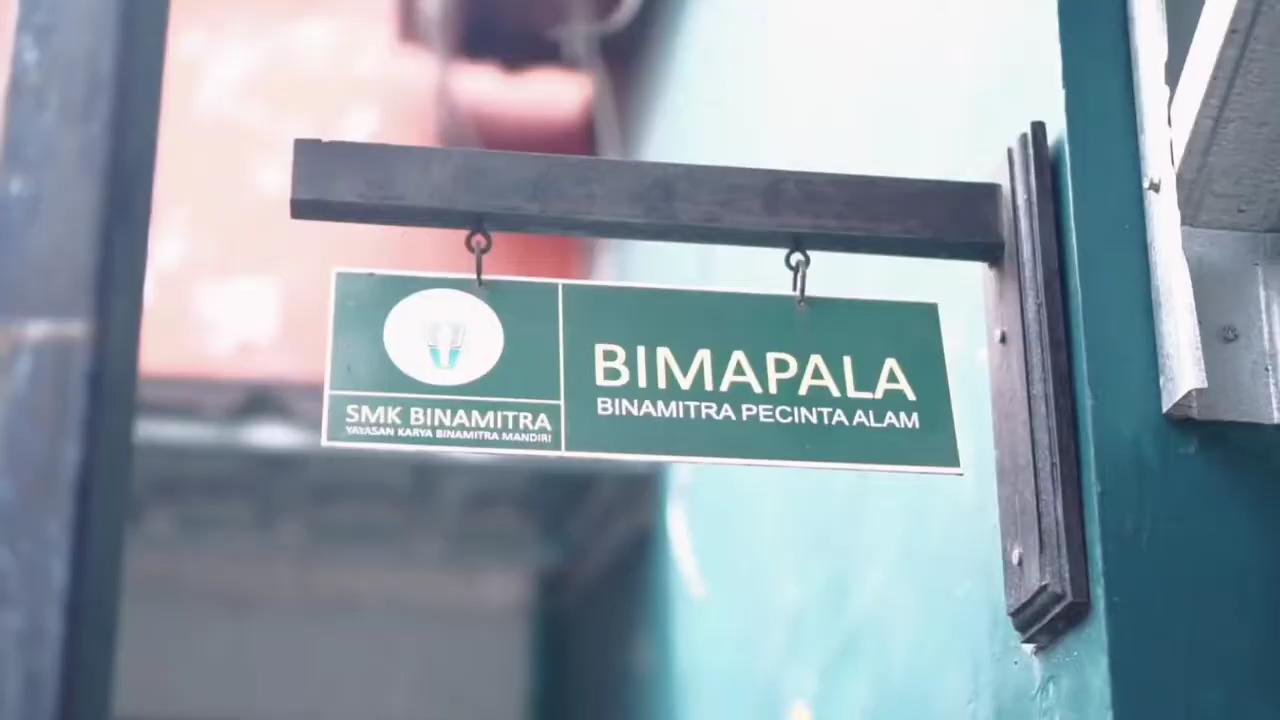 SMK BINAMITRA
YAYASAN KARYA BINAMITRA MANDIRI
BIMAPALA
BINAMITRA PECINTA ALAM